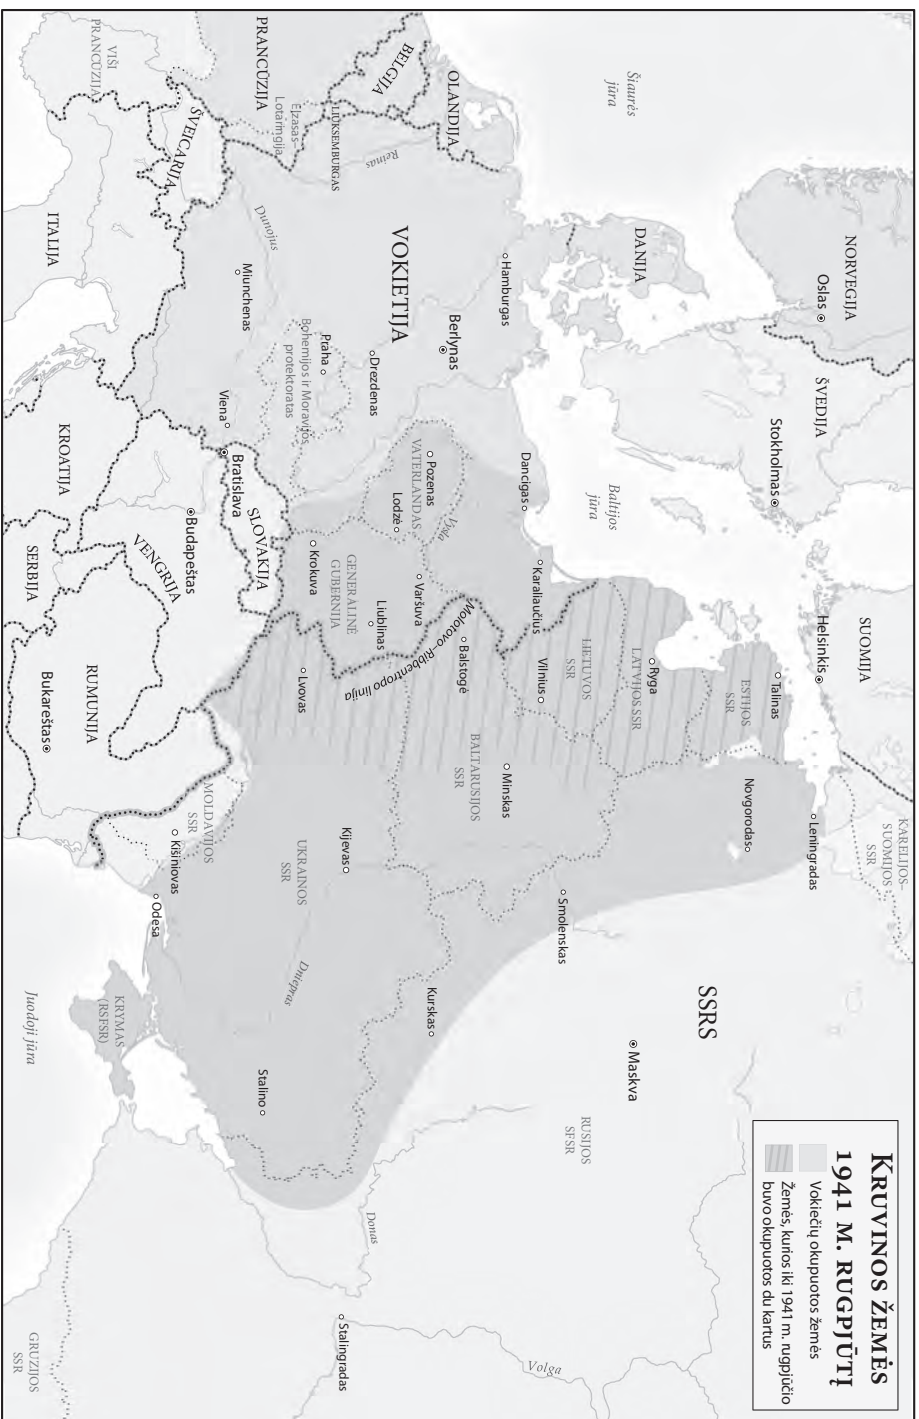 KRUVINOS ŽEMĖS
1941 M. RUGPJŪTĮ
Vokiečių okupuotos žemės
Žemės, kurios iki 1941 m. rugpjūčio
buvo okupuotos du kartus
NORVEGIJA
Oslas
ŠVEDIJA
Stokholmas
SUOMIJA
Helsinkis
KARELIJOS–
SUOMIJOS
SSR
Šiaurės
jūra
DANIJA
Baltijos
jūra
Talinas
ESTIJOS
SSR
Leningradas
Novgorodas
Ryga
LATVIJOS SSR
LIETUVOS
SSR
Vilnius
SSRS
Maskva
RUSIJOS
SFSR
Smolenskas
OLANDIJA
BELGIJA
LIUKSEMBURGAS
Elzasas–
Lotaringija
PRANCŪZIJA
VIŠI
PRANCŪZIJA
Reinas
Hamburgas
VOKIETIJA
Berlynas
Drezdenas
Dancigas
Karaliaučius
Pozenas
VATERLANDAS
Lodzė
Vysla
Varšuva
Balstogė
Minskas
BALTARUSIJOS
SSR
Molotovo–Ribbentropo linija
Liublinas
GENERALINĖ
GUBERNIJA
Krokuva
Lvovas
Praha
Bohemijos ir Moravijos
protektoratas
Dunojus
Miunchenas
Viena
Bratislava
SLOVAKIJA
Budapeštas
VENGRIJA
ŠVEICARIJA
ITALIJA
KROATIJA
SERBIJA
RUMUNIJA
Bukareštas
MOLDAVIJOS
SSR
Kišiniovas
Odesa
Kijevas
UKRAINOS
SSR
Dniepras
Kurskas
Stalino
KRYMAS
(RSFSR)
Juodoji jūra
Donas
Stalingradas
Volga
GRUZIJOS
SSR